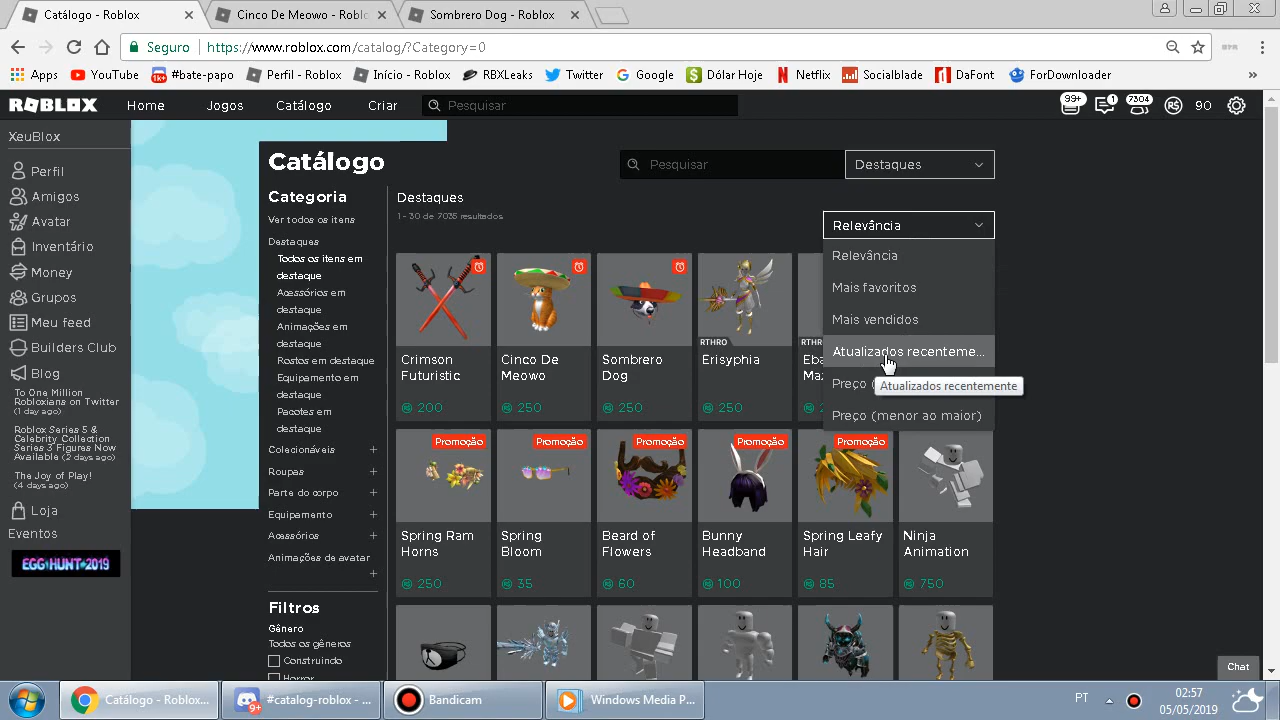 Catálogo - Roblox
Cinco De Meowo - Roblo
Sombrero Dog - Roblox
Seguro
https://www.roblox.com/catalog/?Category=0
Apps
YouTube
#bate-papo
Perfil - Roblox
Início - Roblox
RBXLeaks
Twitter
Google
Dólar Hoje
Netflix
Socialblade
DaFont
ForDownloader
»
ROBLOX
Home
Jogos
Catálogo
Criar
Pesquisar
99+
1
7304
90
XeuBlox
Perfil
Amigos
Avatar
Inventário
Money
Grupos
Meu feed
Builders Club
Blog
To One Million
Robloxians on Twitter
(1 day ago)
Roblox Series 5 &
Celebrity Collection
Series 3 Figures Now
Available (2 days ago)
The Joy of Play!
(4 days ago)
Loja
Eventos
EGG HUNT 2019
Catálogo
Pesquisar
Destaques
Categoria
Ver todos os itens
Destaques
Todos os itens em
destaque
Acessórios em
destaque
Animações em
destaque
Rostos em destaque
Equipamento em
destaque
Pacotes em
destaque
Colecionáveis
Roupas +
Parte do corpo +
Equipamento +
Acessórios +
Animações de avatar
+
Filtros
Gênero
Todos os gêneros
Construindo
Horror
Destaques
1 - 30 de 7035 resultados
Relevância
Relevância
Mais favoritos
Mais vendidos
Atualizados recenteme...
Preço (
Atualizados recentemente
Preço (menor ao maior)
Crimson
Futuristic
200
Cinco De
Meowo
250
Sombrero
Dog
250
RTHRO
Erisyphia
250
RTHR
Eba
Maz
Promoção
Spring Ram
Horns
250
Promoção
Spring
Bloom
35
Promoção
Beard of
Flowers
60
Promoção
Bunny
Headband
100
Promoção
Spring Leafy
Hair
85
Ninja
Animation
750
Chat
Catálogo - Roblox...
9+
#catalog-roblox - ...
Bandicam
Windows Media P...
PT
02:57
05/05/2019